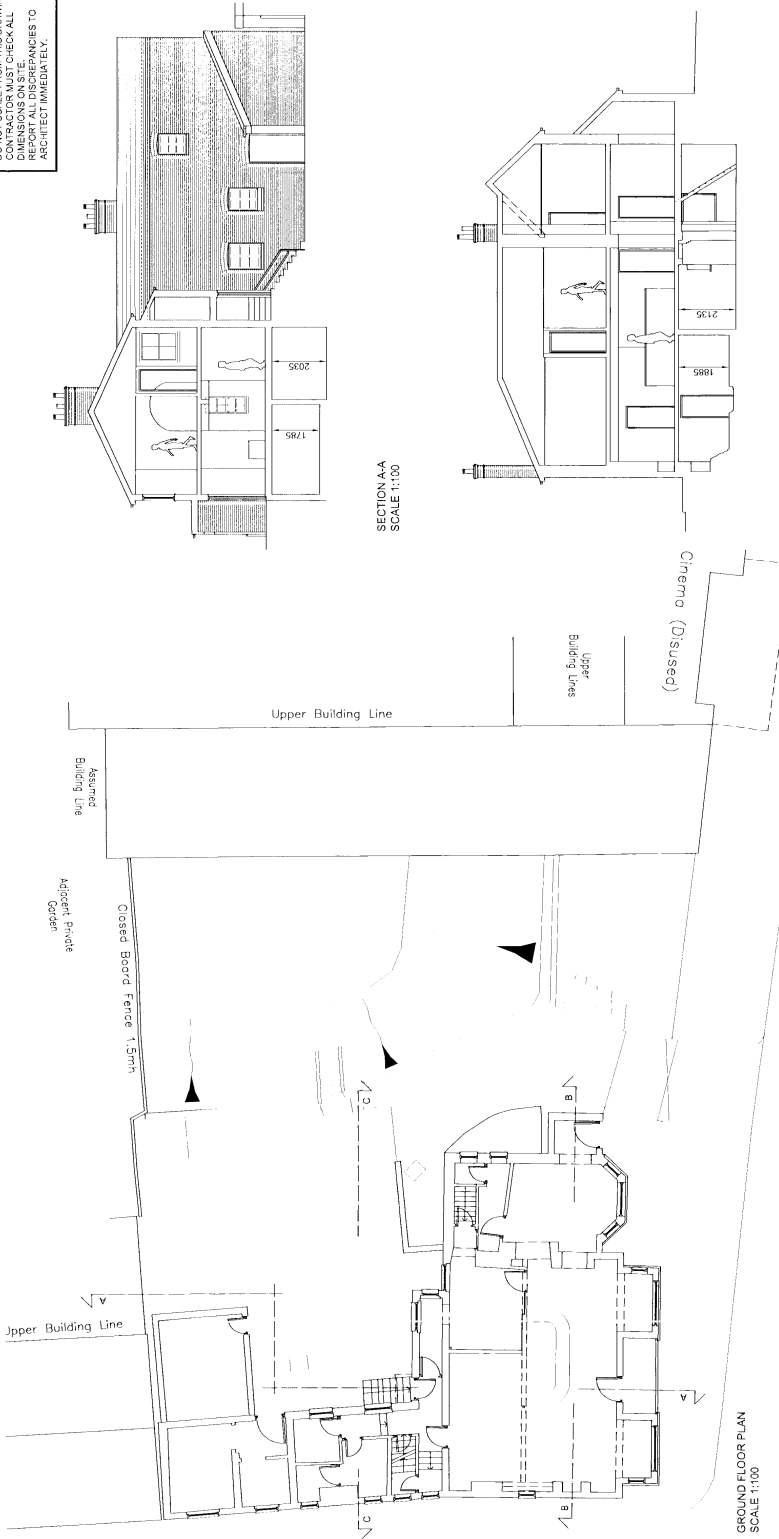 CONTRACTOR MUST CHECK ALL
DIMENSIONS ON SITE.
REPORT ALL DISCREPANCIES TO
ARCHITECT IMMEDIATELY.
2035
1785
SECTION A-A
SCALE 1:100
2135
1885
Cinema (Disused)
Upper
Building Lines
Upper Building Line
Assumed
Building Line
Adjacent Private
Garden
Closed Board Fence 1.5mh
C
B
A
Upper Building Line
A
C
B
GROUND FLOOR PLAN
SCALE 1:100